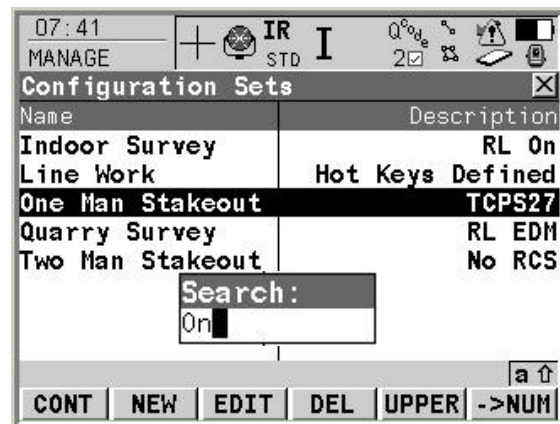 07:41
MANAGE
IR
STD
I
Qcode
2
Configuration Sets
Name Description
Indoor Survey RL On
Line Work Hot Keys Defined
One Man Stakeout TCPS27
Quarry Survey RL EDM
Two Man Stakeout No RCS
Search:
On
a
CONT NEW EDIT DEL UPPER ->NUM